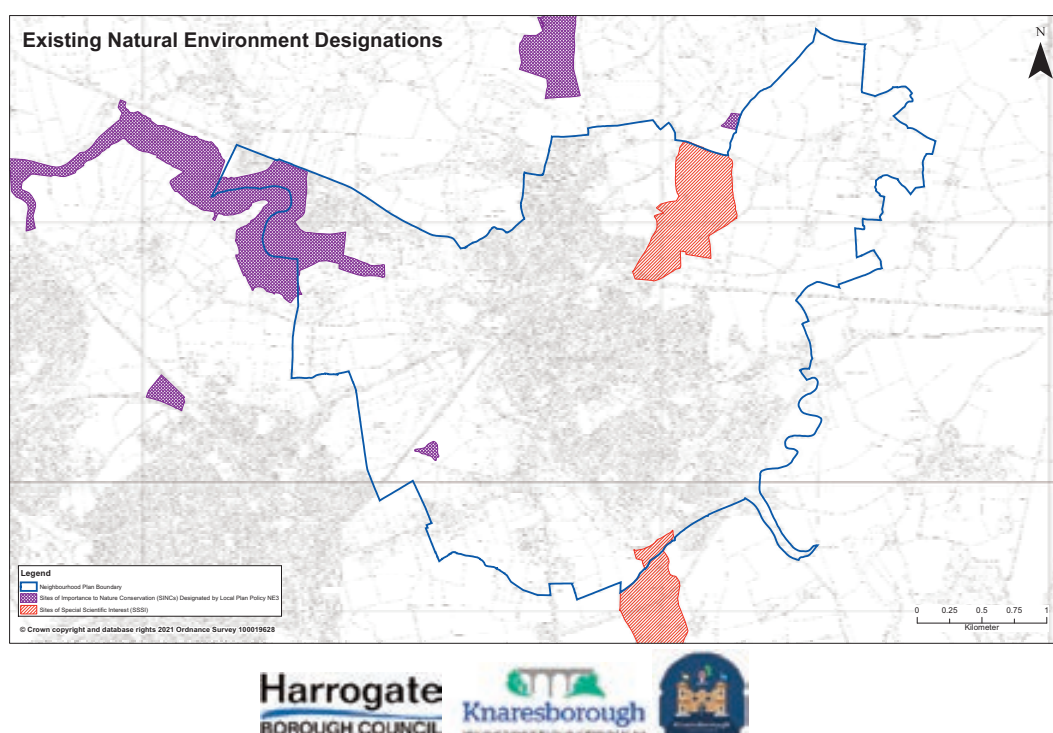 Existing Natural Environment Designations
N
Legend
Neighbourhood Plan Boundary
Sites of Importance to Nature Conservation (SINCs) Designated by Local Plan Policy NE3
Sites of Special Scientific Interest (SSSI)
© Crown copyright and database rights 2021 Ordnance Survey 100019628
0 0.25 0.5 0.75 1
Kilometer
Harrogate
BOROUGH COUNCIL
Knaresborough
Knaresborough